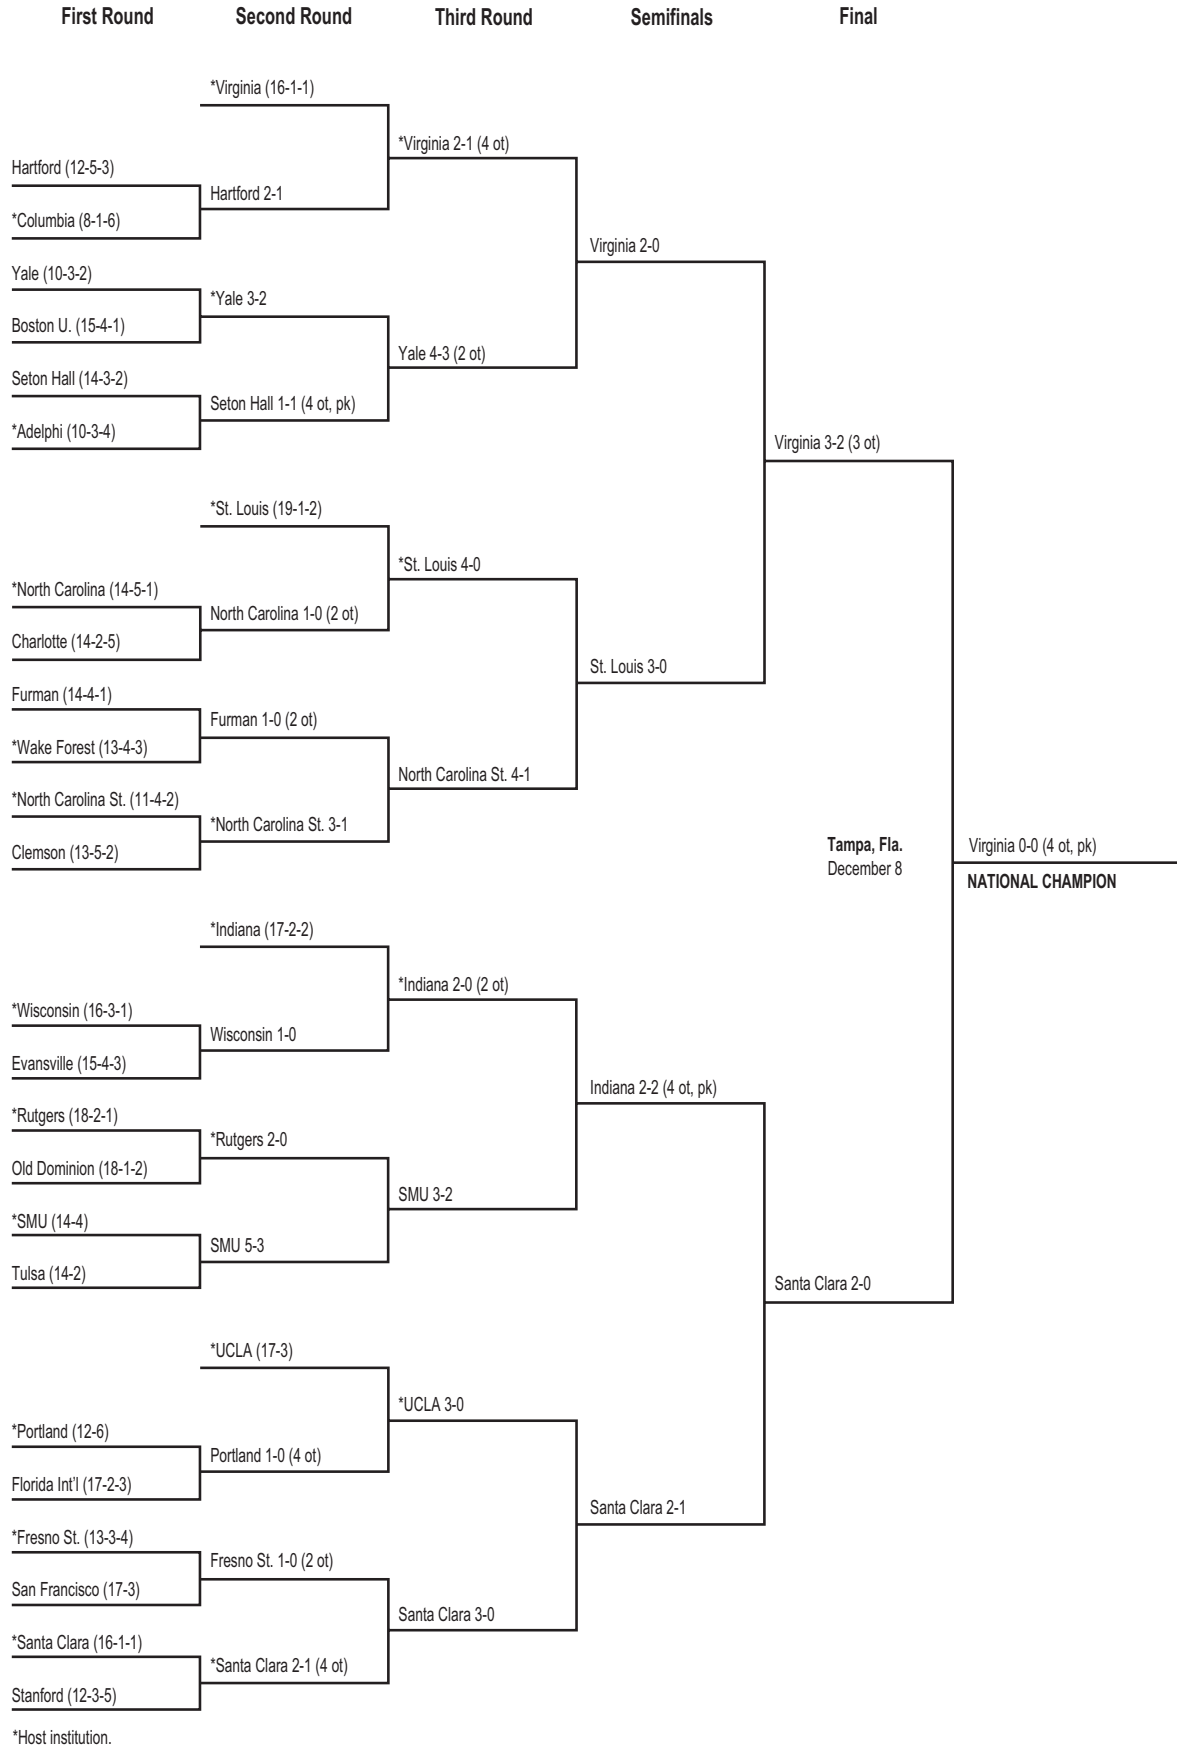 First Round
Second Round
Third Round
Semifinals
Final
*Virginia (16-1-1)
*Virginia 2-1 (4 ot)
Hartford (12-5-3)
Hartford 2-1
*Columbia (8-1-6)
Virginia 2-0
Yale (10-3-2)
*Yale 3-2
Boston U. (15-4-1)
Yale 4-3 (2 ot)
Seton Hall (14-3-2)
Seton Hall 1-1 (4 ot, pk)
*Adelphi (10-3-4)
Virginia 3-2 (3 ot)
*St. Louis (19-1-2)
*St. Louis 4-0
*North Carolina (14-5-1)
North Carolina 1-0 (2 ot)
Charlotte (14-2-5)
St. Louis 3-0
Furman (14-4-1)
Furman 1-0 (2 ot)
*Wake Forest (13-4-3)
North Carolina St. 4-1
*North Carolina St. (11-4-2)
*North Carolina St. 3-1
Clemson (13-5-2)
Tampa, Fla.
December 8
Virginia 0-0 (4 ot, pk)
NATIONAL CHAMPION
*Indiana (17-2-2)
*Indiana 2-0 (2 ot)
*Wisconsin (16-3-1)
Wisconsin 1-0
Evansville (15-4-3)
Indiana 2-2 (4 ot, pk)
*Rutgers (18-2-1)
*Rutgers 2-0
Old Dominion (18-1-2)
SMU 3-2
*SMU (14-4)
SMU 5-3
Tulsa (14-2)
Santa Clara 2-0
*UCLA (17-3)
*UCLA 3-0
*Portland (12-6)
Portland 1-0 (4 ot)
Florida Int'l (17-2-3)
Santa Clara 2-1
*Fresno St. (13-3-4)
Fresno St. 1-0 (2 ot)
San Francisco (17-3)
Santa Clara 3-0
*Santa Clara (16-1-1)
*Santa Clara 2-1 (4 ot)
Stanford (12-3-5)
*Host institution.